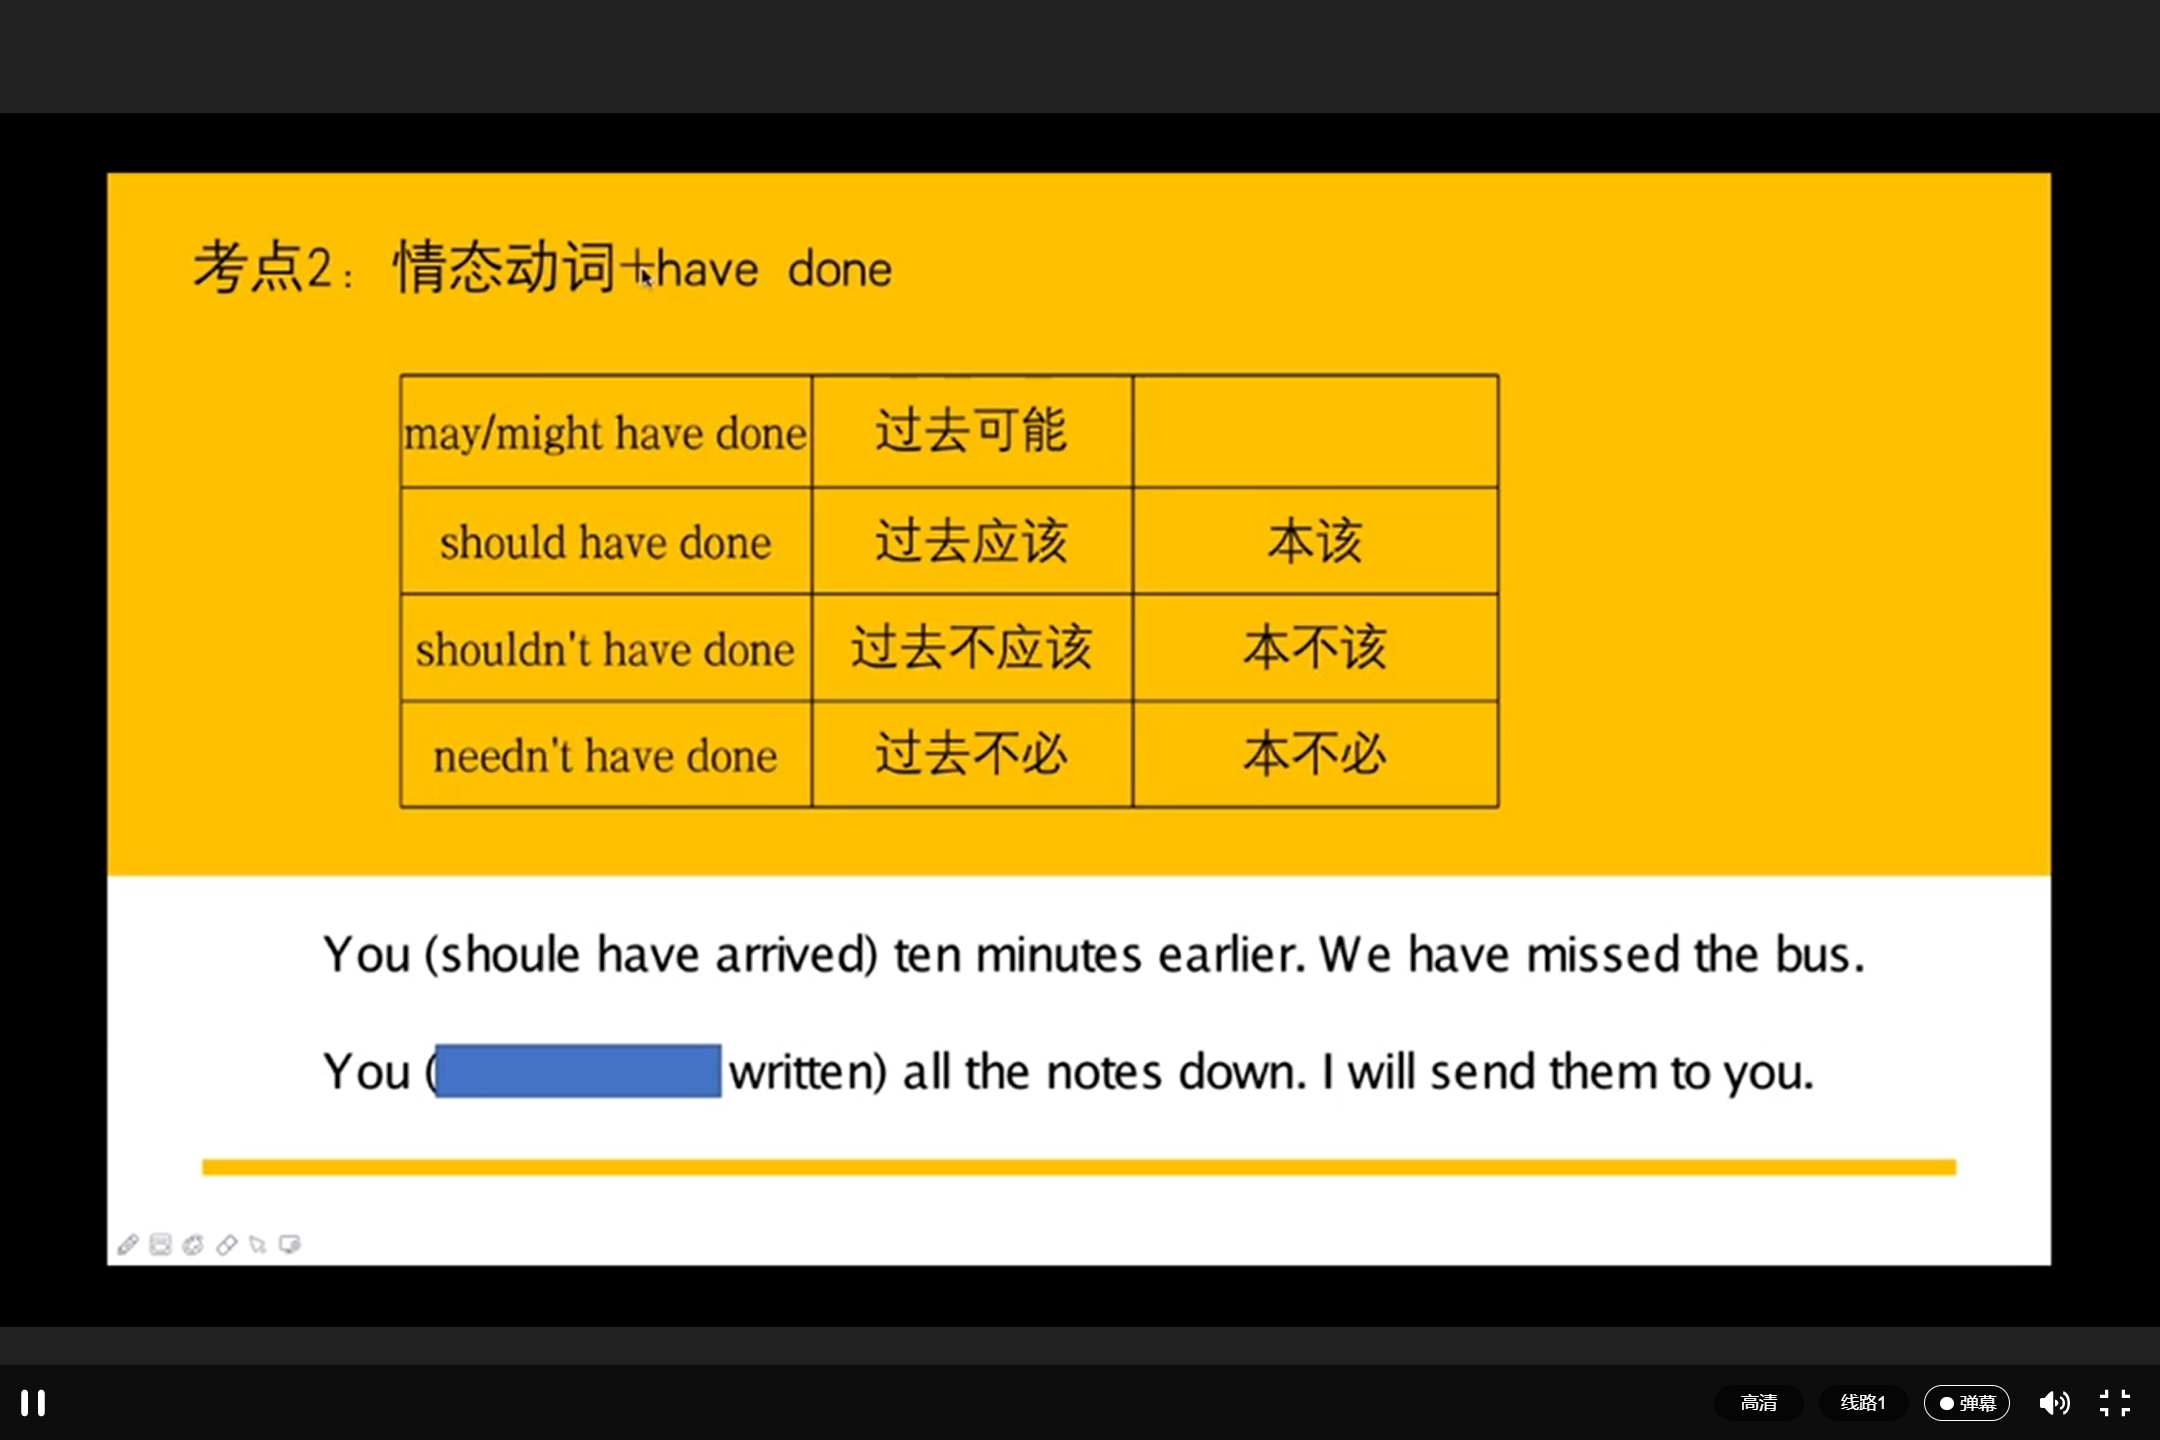 考点2：情态动词+have done
may/might have done 过去可能
should have done 过去应该 本该
shouldn't have done 过去不应该 本不该
needn't have done 过去不必 本不必
You (shoule have arrived) ten minutes earlier. We have missed the bus.
You ( written) all the notes down. I will send them to you.
高清 线路1 弹幕